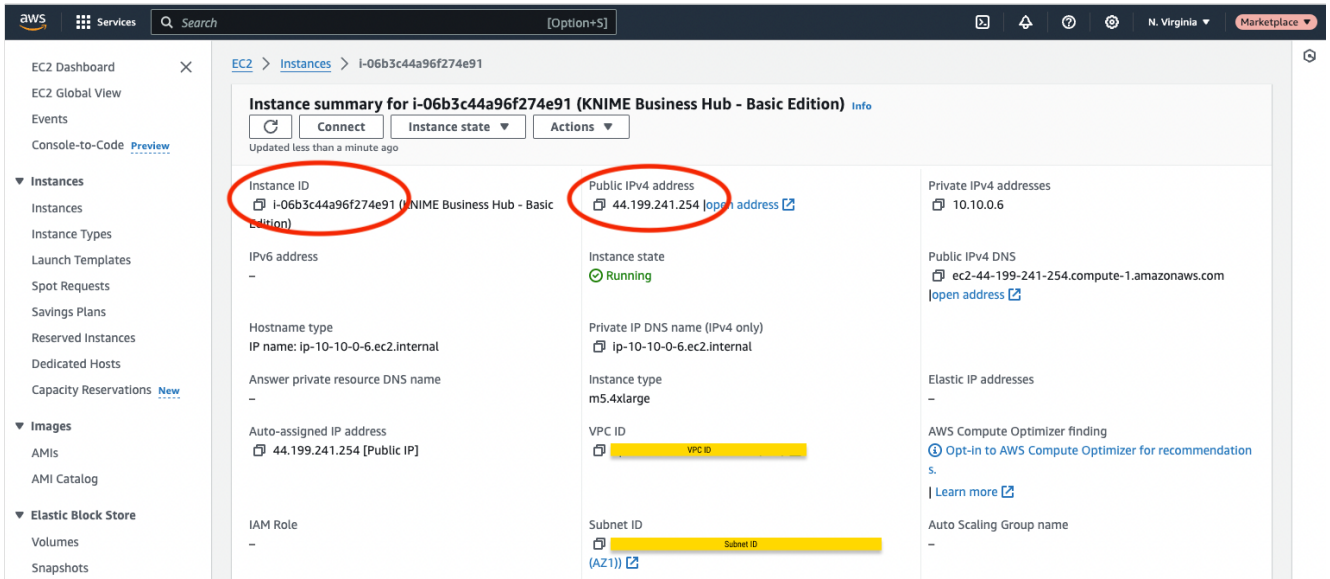 aws
Services
Search
[Option+S]
N. Virginia
Marketplace
EC2 Dashboard
EC2 Global View
Events
Console-to-Code Preview
Instances
Instances
Instance Types
Launch Templates
Spot Requests
Savings Plans
Reserved Instances
Dedicated Hosts
Capacity Reservations New
Images
AMIs
AMI Catalog
Elastic Block Store
Volumes
Snapshots
EC2 > Instances > i-06b3c44a96f274e91
Instance summary for i-06b3c44a96f274e91 (KNIME Business Hub - Basic Edition) Info
Connect
Instance state
Actions
Updated less than a minute ago
Instance ID
i-06b3c44a96f274e91 (KNIME Business Hub - Basic
Edition)
Public IPv4 address
44.199.241.254 |open address
Private IPv4 addresses
10.10.0.6
IPv6 address
–
Instance state
Running
Public IPv4 DNS
ec2-44-199-241-254.compute-1.amazonaws.com
|open address
Hostname type
IP name: ip-10-10-0-6.ec2.internal
Private IP DNS name (IPv4 only)
ip-10-10-0-6.ec2.internal
Answer private resource DNS name
–
Instance type
m5.4xlarge
Elastic IP addresses
–
Auto-assigned IP address
44.199.241.254 [Public IP]
VPC ID
VPC ID
AWS Compute Optimizer finding
Opt-in to AWS Compute Optimizer for recommendation
s.
| Learn more
IAM Role
–
Subnet ID
Subnet ID
(AZ1))
Auto Scaling Group name
–